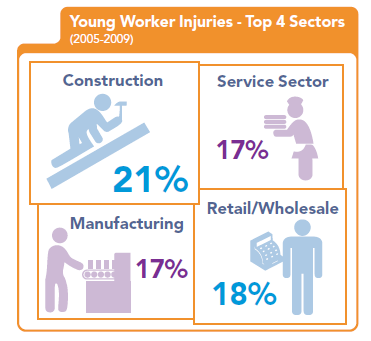 Young Worker Injuries - Top 4 Sectors
(2005-2009)
Construction
21%
Service Sector
17%
Manufacturing
17%
Retail/Wholesale
18%